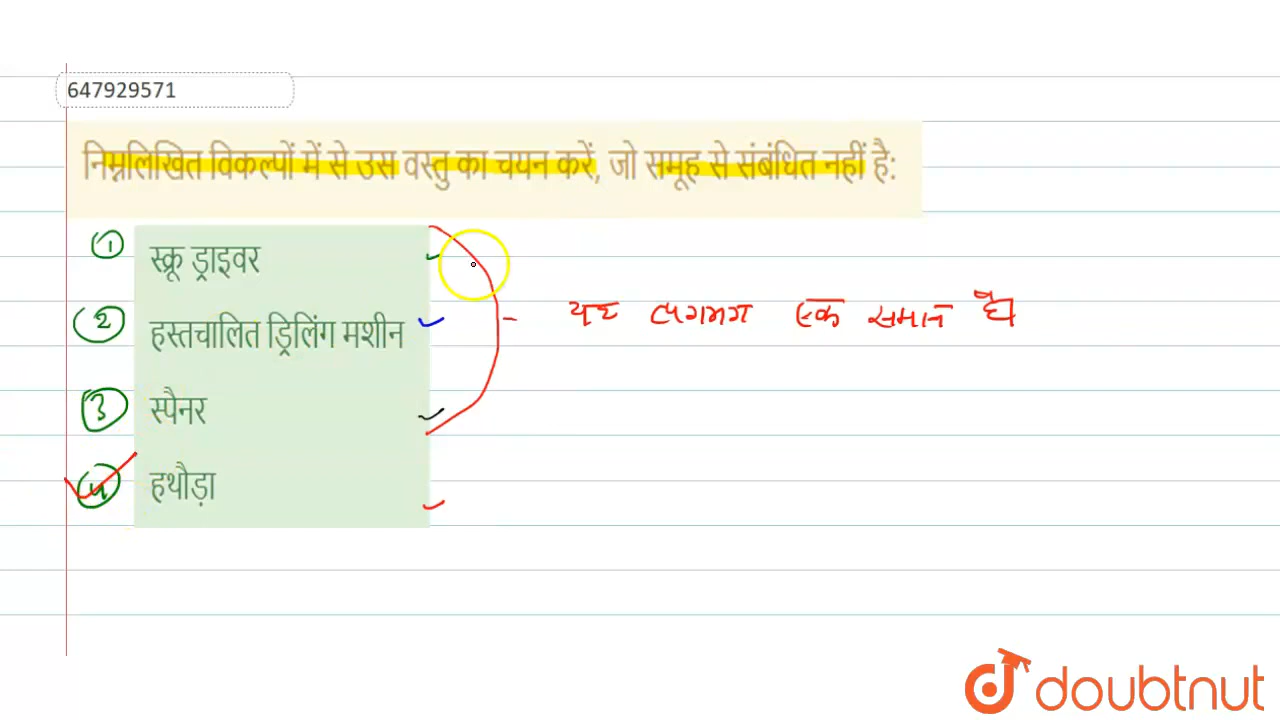 647929571
निम्नलिखित विकल्पों में से उस वस्तु का चयन करें, जो समूह से संबंधित नहीं है:
1 स्क्रू ड्राइवर
2 हस्तचालित ड्रिलिंग मशीन
यह लगभग एक समान है
3 स्पैनर
4 हथौड़ा
doubtnut